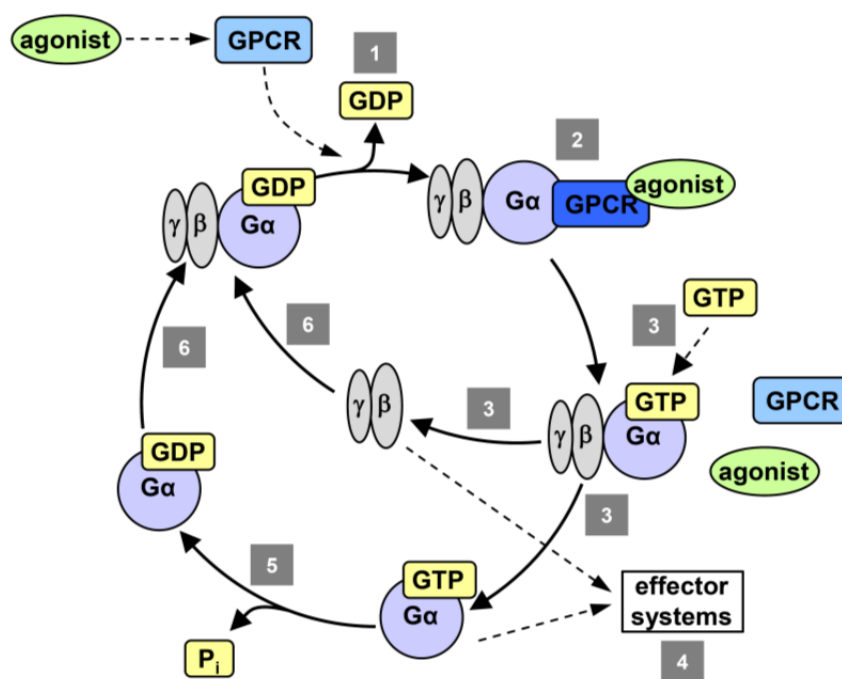 agonist
GPCR
1
GDP
2
GDP
γ
β
Gα
γ
β
Gα
GPCR
agonist
GTP
3
6
6
γ
β
3
γ
β
GTP
Gα
GPCR
agonist
GDP
Gα
3
5
GTP
Gα
effector
systems
Pi
4